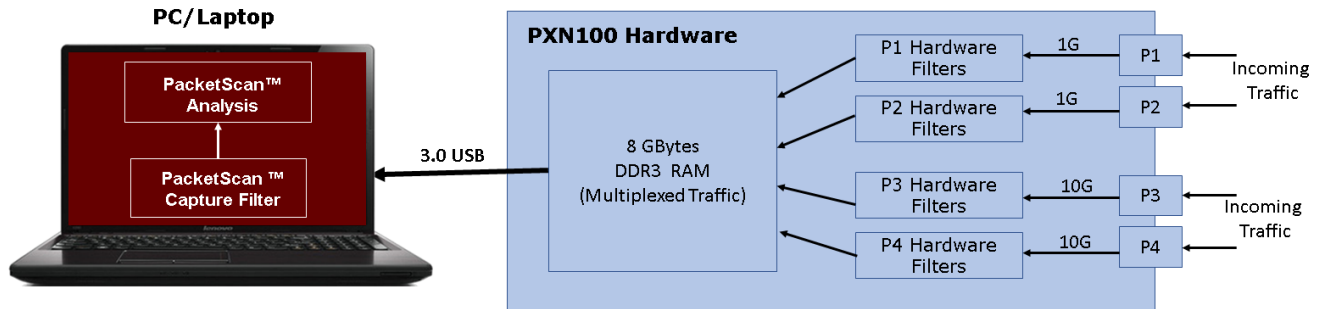 PC/Laptop
PacketScan™
Analysis
PacketScan ™
Capture Filter
lenovo
3.0 USB
PXN100 Hardware
8 GBytes
DDR3 RAM
(Multiplexed Traffic)
P1 Hardware
Filters
1G
P1
P2 Hardware
Filters
1G
P2
Incoming
Traffic
P3 Hardware
Filters
10G
P3
P4 Hardware
Filters
10G
P4
Incoming
Traffic